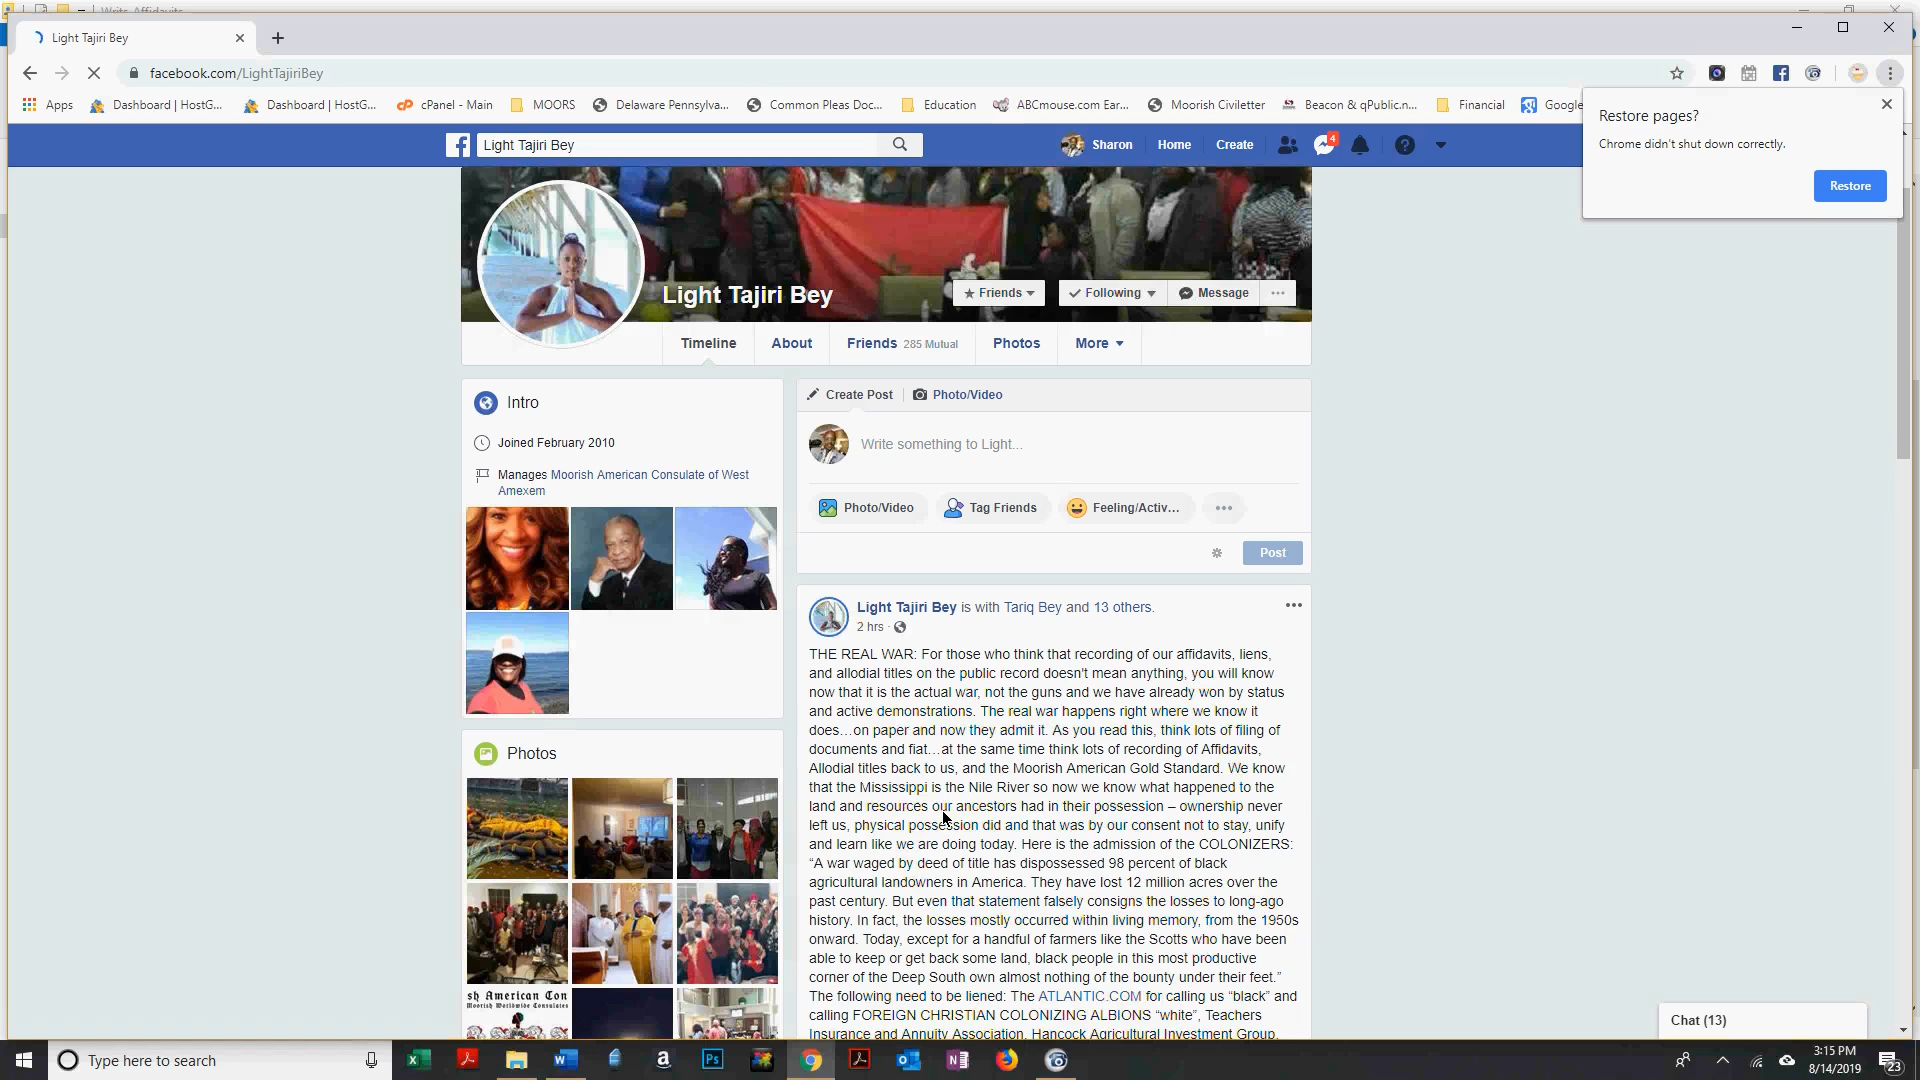 Write Affidavits
Light Tajiri Bey
facebook.com/LightTajiriBey
Apps
Dashboard | HostG...
Dashboard | HostG...
cPanel - Main
MOORS
Delaware Pennsylva...
Common Pleas Doc...
Education
ABCmouse.com Ear...
Moorish Civiletter
Beacon & qPublic.n...
Financial
Google
Restore pages?
Chrome didn't shut down correctly.
Restore
Light Tajiri Bey
Sharon
Home
Create
4
Light Tajiri Bey
Friends
Following
Message
Timeline
About
Friends 285 Mutual
Photos
More
Intro
Joined February 2010
Manages Moorish American Consulate of West
Amexem
Photos
sh American Con
Moorish Worldwide Consulates
Create Post
Photo/Video
Write something to Light...
Photo/Video
Tag Friends
Feeling/Activ...
Post
Light Tajiri Bey is with Tariq Bey and 13 others.
2 hrs ·
THE REAL WAR: For those who think that recording of our affidavits, liens,
and allodial titles on the public record doesn't mean anything, you will know
now that it is the actual war, not the guns and we have already won by status
and active demonstrations. The real war happens right where we know it
does…on paper and now they admit it. As you read this, think lots of filing of
documents and fiat…at the same time think lots of recording of Affidavits,
Allodial titles back to us, and the Moorish American Gold Standard. We know
that the Mississippi is the Nile River so now we know what happened to the
land and resources our ancestors had in their possession – ownership never
left us, physical possession did and that was by our consent not to stay, unify
and learn like we are doing today. Here is the admission of the COLONIZERS:
“A war waged by deed of title has dispossessed 98 percent of black
agricultural landowners in America. They have lost 12 million acres over the
past century. But even that statement falsely consigns the losses to long-ago
history. In fact, the losses mostly occurred within living memory, from the 1950s
onward. Today, except for a handful of farmers like the Scotts who have been
able to keep or get back some land, black people in this most productive
corner of the Deep South own almost nothing of the bounty under their feet.”
The following need to be liened: The ATLANTIC.COM for calling us “black” and
calling FOREIGN CHRISTIAN COLONIZING ALBIONS “white”, Teachers
Insurance and Annuity Association, Hancock Agricultural Investment Group,
Chat (13)
Type here to search
3:15 PM
8/14/2019
23